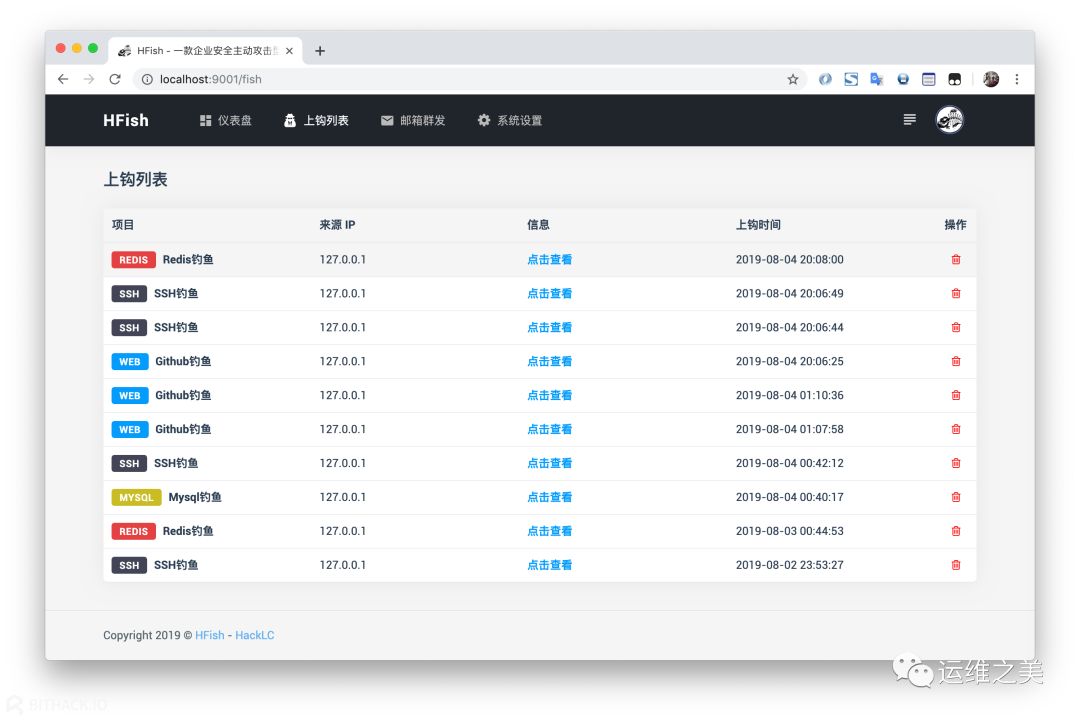 HFish - 一款企业安全主动攻击型
localhost:9001/fish
HFish 仪表盘 上钩列表 邮箱群发 系统设置
上钩列表
项目 来源 IP 信息 上钩时间 操作
REDIS Redis钓鱼 127.0.0.1 点击查看 2019-08-04 20:08:00
SSH SSH钓鱼 127.0.0.1 点击查看 2019-08-04 20:06:49
SSH SSH钓鱼 127.0.0.1 点击查看 2019-08-04 20:06:44
WEB Github钓鱼 127.0.0.1 点击查看 2019-08-04 20:06:25
WEB Github钓鱼 127.0.0.1 点击查看 2019-08-04 01:10:36
WEB Github钓鱼 127.0.0.1 点击查看 2019-08-04 01:07:58
SSH SSH钓鱼 127.0.0.1 点击查看 2019-08-04 00:42:12
MYSQL Mysql钓鱼 127.0.0.1 点击查看 2019-08-04 00:40:17
REDIS Redis钓鱼 127.0.0.1 点击查看 2019-08-03 00:44:53
SSH SSH钓鱼 127.0.0.1 点击查看 2019-08-02 23:53:27
Copyright 2019 © HFish - HackLC
运维之美
BITHACK.IO